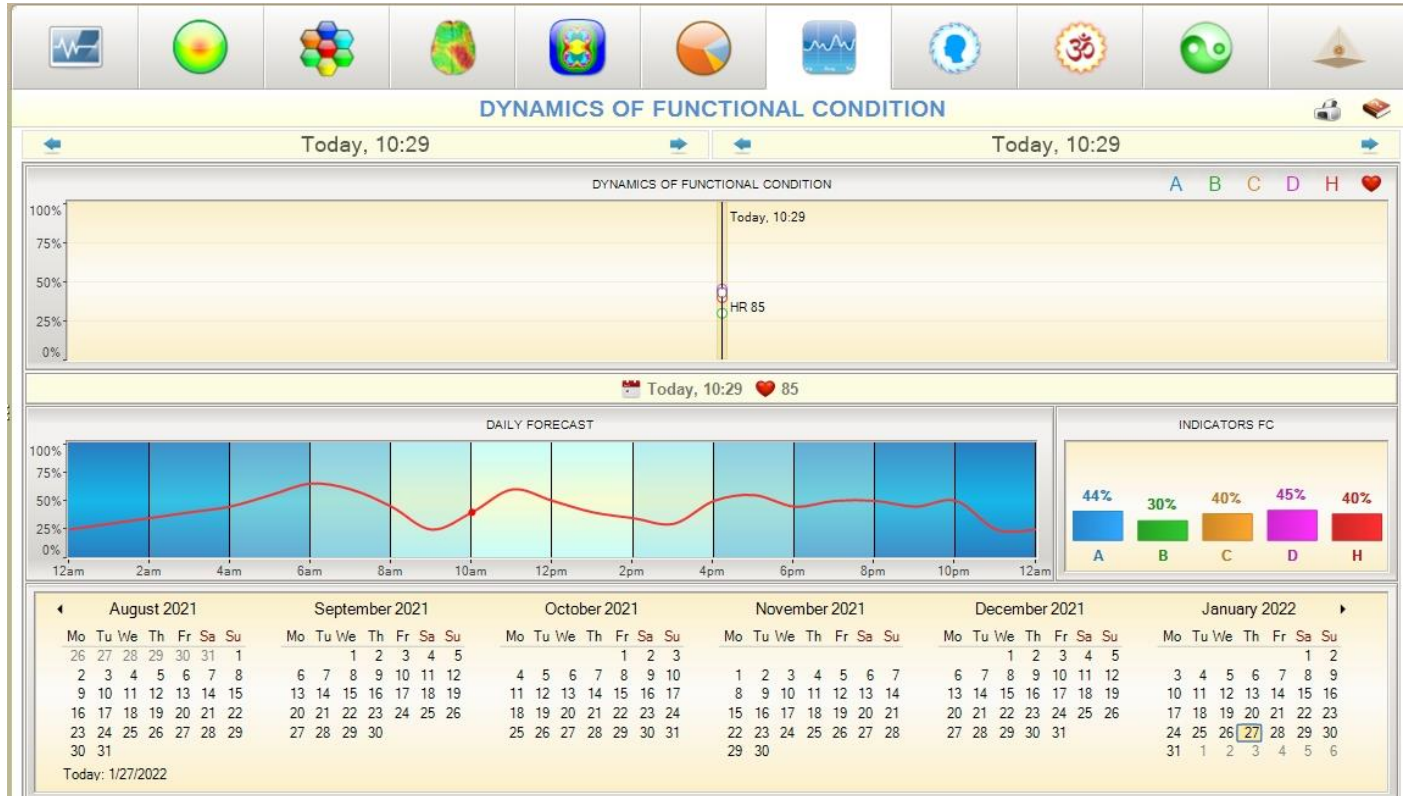 DYNAMICS OF FUNCTIONAL CONDITION
Today, 10:29 Today, 10:29
DYNAMICS OF FUNCTIONAL CONDITION A B C D H
100%
Today, 10:29
75%
50%
HR 85
25%
0%
Today, 10:29 85
DAILY FORECAST
100%
75%
50%
25%
0%
12am 2am 4am 6am 8am 10am 12pm 2pm 4pm 6pm 8pm 10pm 12am
INDICATORS FC
44% 30% 40% 45% 40%
A B C D H
August 2021
Mo Tu We Th Fr Sa Su
26 27 28 29 30 31 1
2 3 4 5 6 7 8
9 10 11 12 13 14 15
16 17 18 19 20 21 22
23 24 25 26 27 28 29
30 31
September 2021
Mo Tu We Th Fr Sa Su
1 2 3 4 5
6 7 8 9 10 11 12
13 14 15 16 17 18 19
20 21 22 23 24 25 26
27 28 29 30
October 2021
Mo Tu We Th Fr Sa Su
1 2 3
4 5 6 7 8 9 10
11 12 13 14 15 16 17
18 19 20 21 22 23 24
25 26 27 28 29 30 31
November 2021
Mo Tu We Th Fr Sa Su
1 2 3 4 5 6 7
8 9 10 11 12 13 14
15 16 17 18 19 20 21
22 23 24 25 26 27 28
29 30
December 2021
Mo Tu We Th Fr Sa Su
1 2 3 4 5
6 7 8 9 10 11 12
13 14 15 16 17 18 19
20 21 22 23 24 25 26
27 28 29 30 31
January 2022
Mo Tu We Th Fr Sa Su
1 2
3 4 5 6 7 8 9
10 11 12 13 14 15 16
17 18 19 20 21 22 23
24 25 26 27 28 29 30
31 1 2 3 4 5 6
Today: 1/27/2022